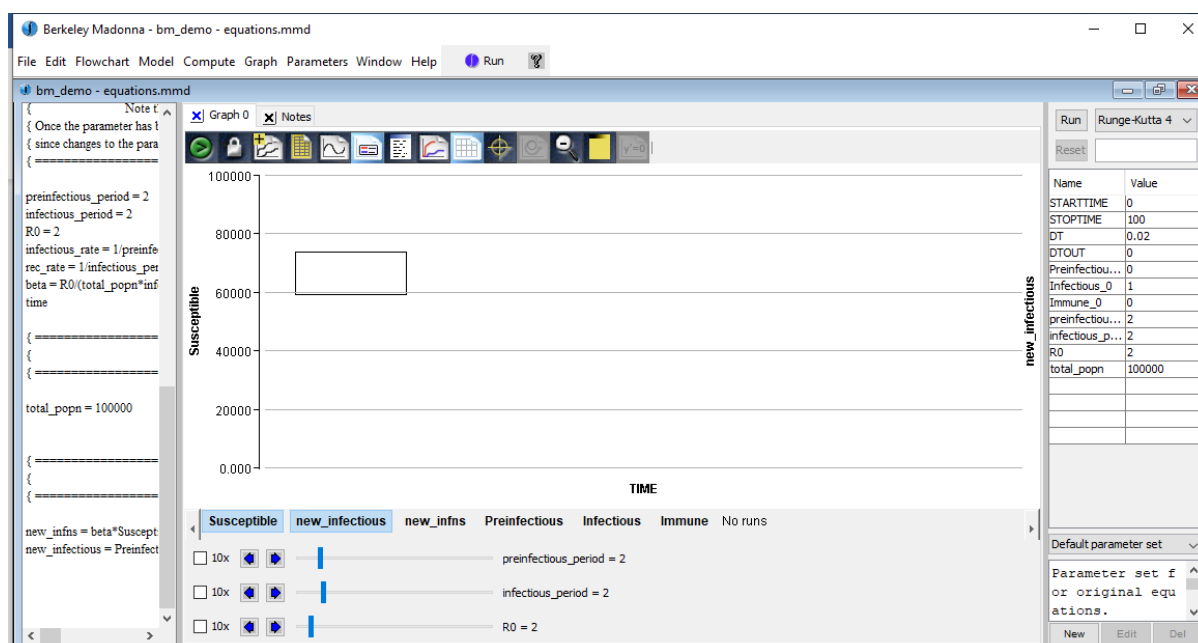 Berkeley Madonna - bm_demo - equations.mmd
File Edit Flowchart Model Compute Graph Parameters Window Help Run
bm_demo - equations.mmd
{ Note t
{ Once the parameter has b
{ since changes to the para
{ ====================
preinfectious_period = 2
infectious_period = 2
R0 = 2
infectious_rate = 1/preinfe
rec_rate = 1/infectious_per
beta = R0/(total_popn*inf
time
{ ====================
{
{ ====================
total_popn = 100000
{ ====================
{
{ ====================
new_infns = beta*Suscept
new_infectious = Preinfect
Graph 0 Notes
y'=0
100000
80000
60000
40000
20000
0.000
Susceptible
new_infectious
TIME
Susceptible new_infectious new_infns Preinfectious Infectious Immune No runs
10x preinfectious_period = 2
10x infectious_period = 2
10x R0 = 2
Run Runge-Kutta 4
Reset
Name Value
STARTTIME 0
STOPTIME 100
DT 0.02
DTOUT 0
Preinfectiou... 0
Infectious_0 1
Immune_0 0
preinfectiou... 2
infectious_p... 2
R0 2
total_popn 100000
Default parameter set
Parameter set f
or original equ
ations.
New Edit Del